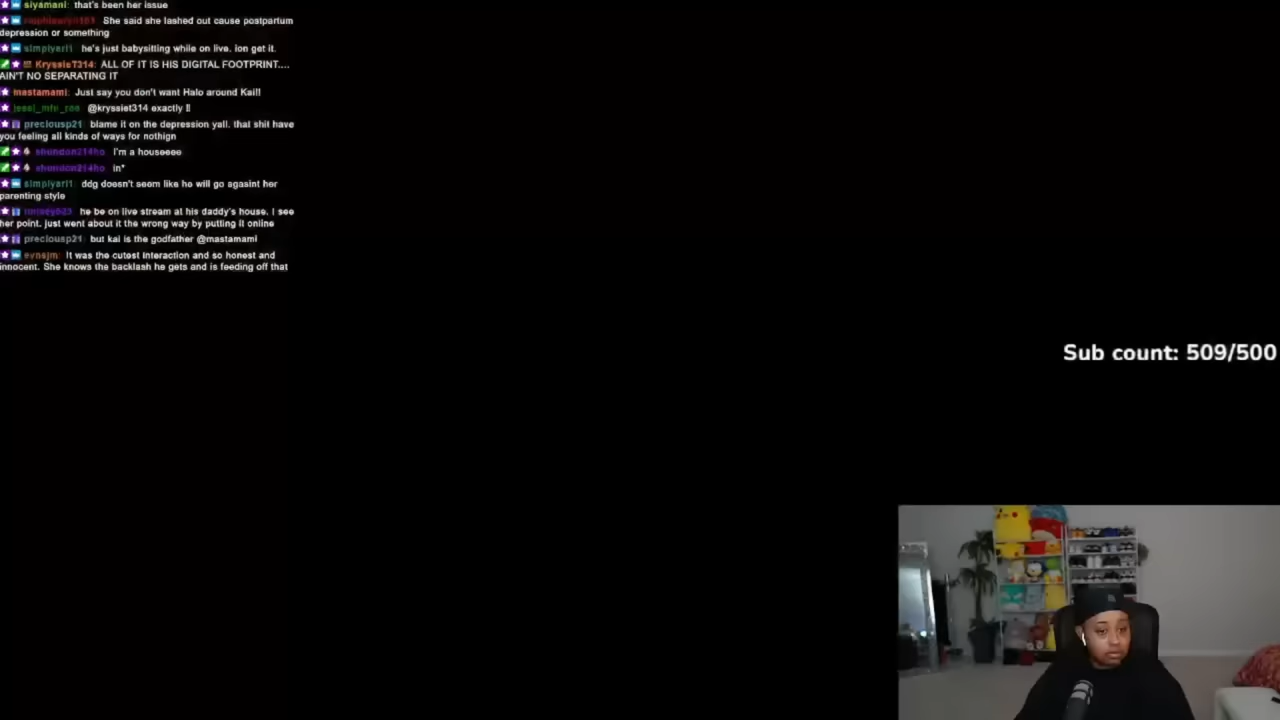 siyamani: that's been her issue
She said she lashed out cause postpartum
depression or something
simplyari1: he's just babysitting while on live. ion get it.
KryssieT314: ALL OF IT IS HIS DIGITAL FOOTPRINT....
AIN'T NO SEPARATING IT
mastamami: Just say you don't want Halo around Kai!!
@kryssiet314 exactly !!
preciousp21: blame it on the depression yall. that shit have
you feeling all kinds of ways for nothign
shundon214ho: I'm a houseeee
shundon214ho: in*
simplyari1: ddg doesn't seem like he will go agasint her
parenting style
he be on live stream at his daddy's house. I see
her point. just went about it the wrong way by putting it online
preciousp21: but kai is the godfather @mastamami
evnsjm: It was the cutest interaction and so honest and
innocent. She knows the backlash he gets and is feeding off that
Sub count: 509/500